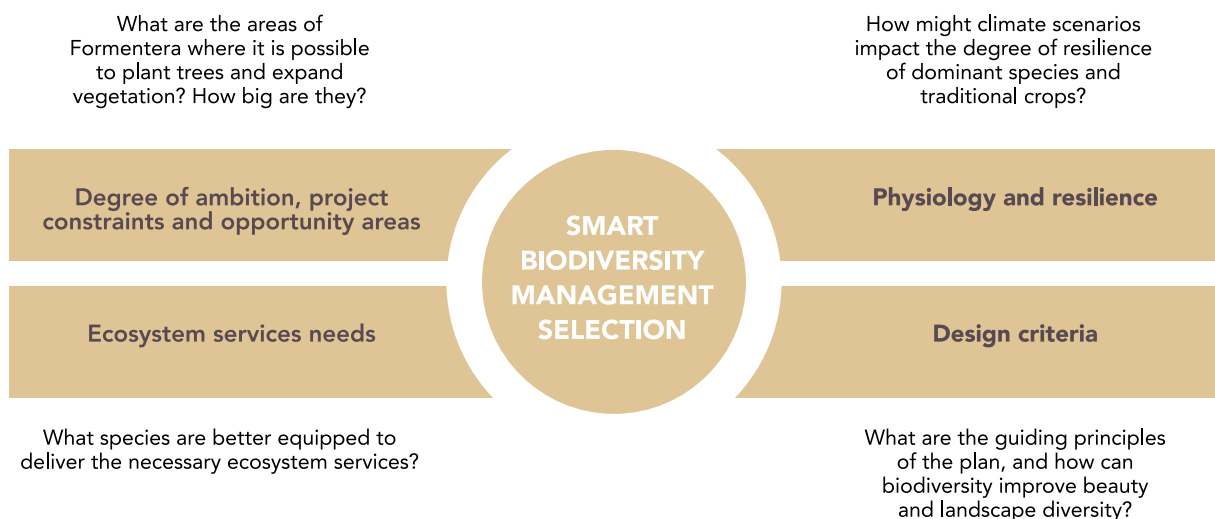 What are the areas of
Formentera where it is possible
to plant trees and expand
vegetation? How big are they?
How might climate scenarios
impact the degree of resilience
of dominant species and
traditional crops?
Degree of ambition, project
constraints and opportunity areas
SMART
BIODIVERSITY
MANAGEMENT
SELECTION
Physiology and resilience
Ecosystem services needs
Design criteria
What species are better equipped to
deliver the necessary ecosystem services?
What are the guiding principles
of the plan, and how can
biodiversity improve beauty
and landscape diversity?